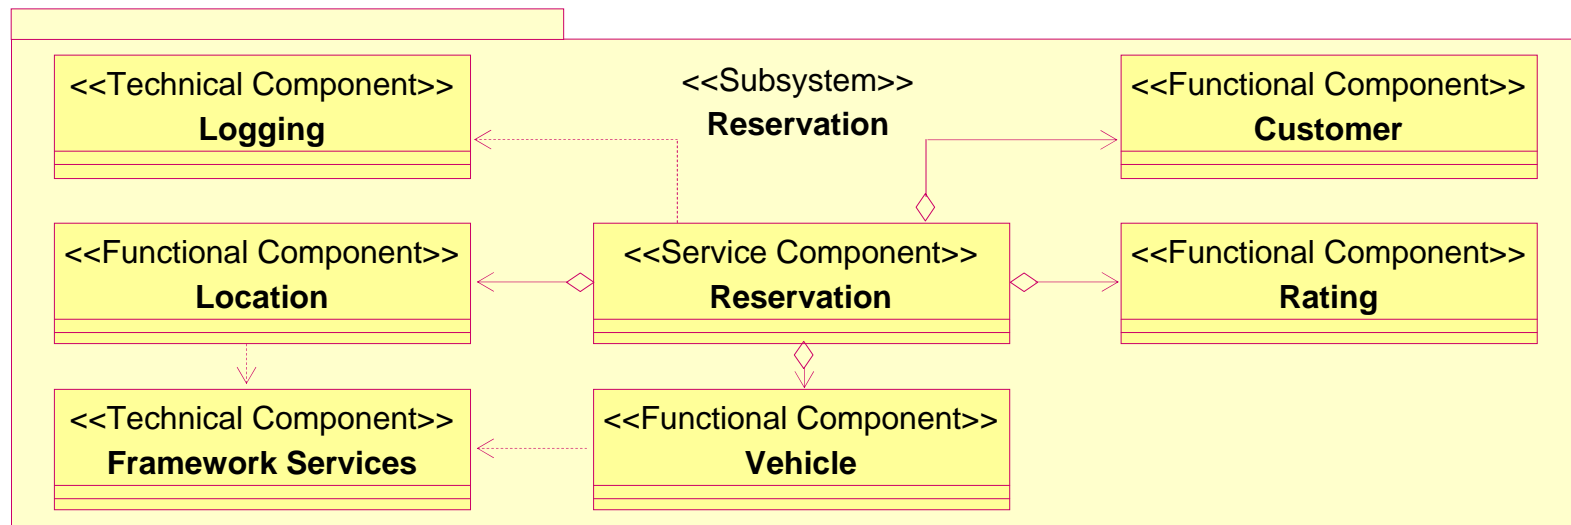 <<Technical Component>>
Logging
<<Subsystem>>
Reservation
<<Functional Component>>
Customer
<<Functional Component>>
Location
<<Service Component>>
Reservation
<<Functional Component>>
Rating
<<Technical Component>>
Framework Services
<<Functional Component>>
Vehicle